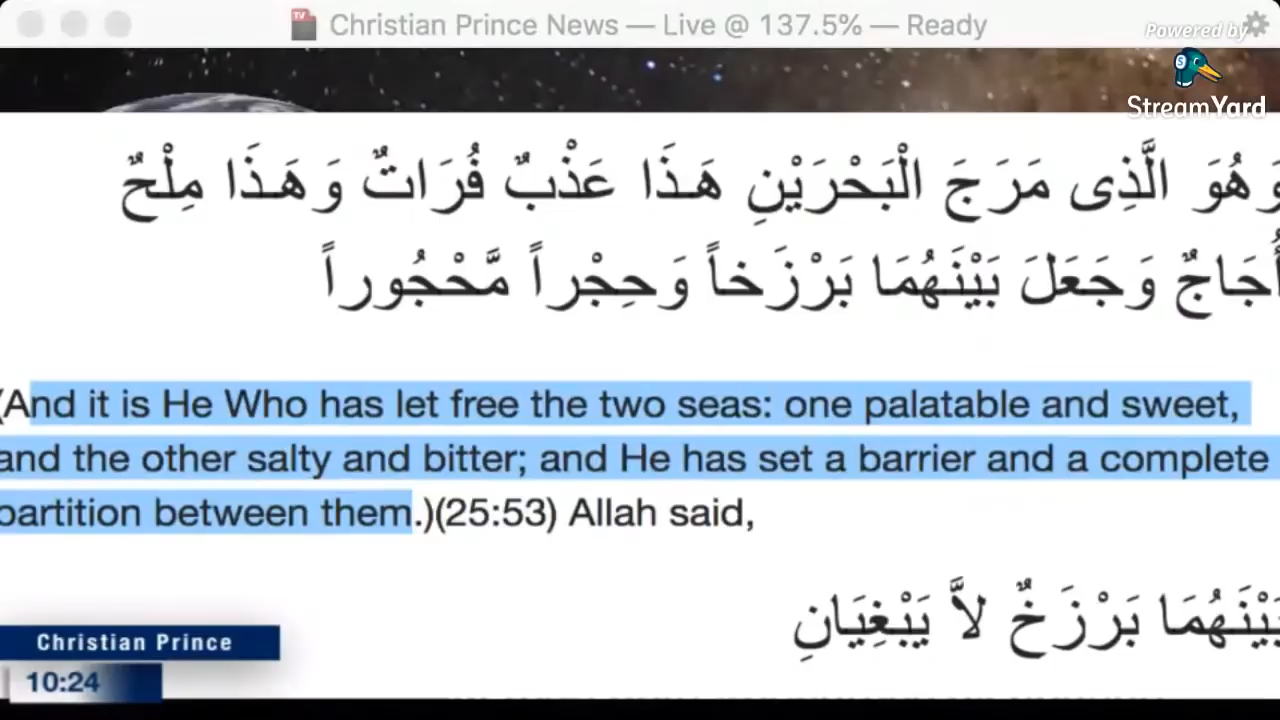 Christian Prince News — Live @ 137.5% — Ready
Powered by
StreamYard
وَهُوَ الَّذِى مَرَجَ الْبَحْرَيْنِ هَـذَا عَذْبٌ فُرَاتٌ وَهَـذَا مِلْحٌ
أُجَاجٌ وَجَعَلَ بَيْنَهُمَا بَرْزَخاً وَحِجْراً مَّحْجُوراً
(And it is He Who has let free the two seas: one palatable and sweet,
and the other salty and bitter; and He has set a barrier and a complete
partition between them.)(25:53) Allah said,
بَيْنَهُمَا بَرْزَخٌ لاَّ يَبْغِيَانِ
Christian Prince
10:24